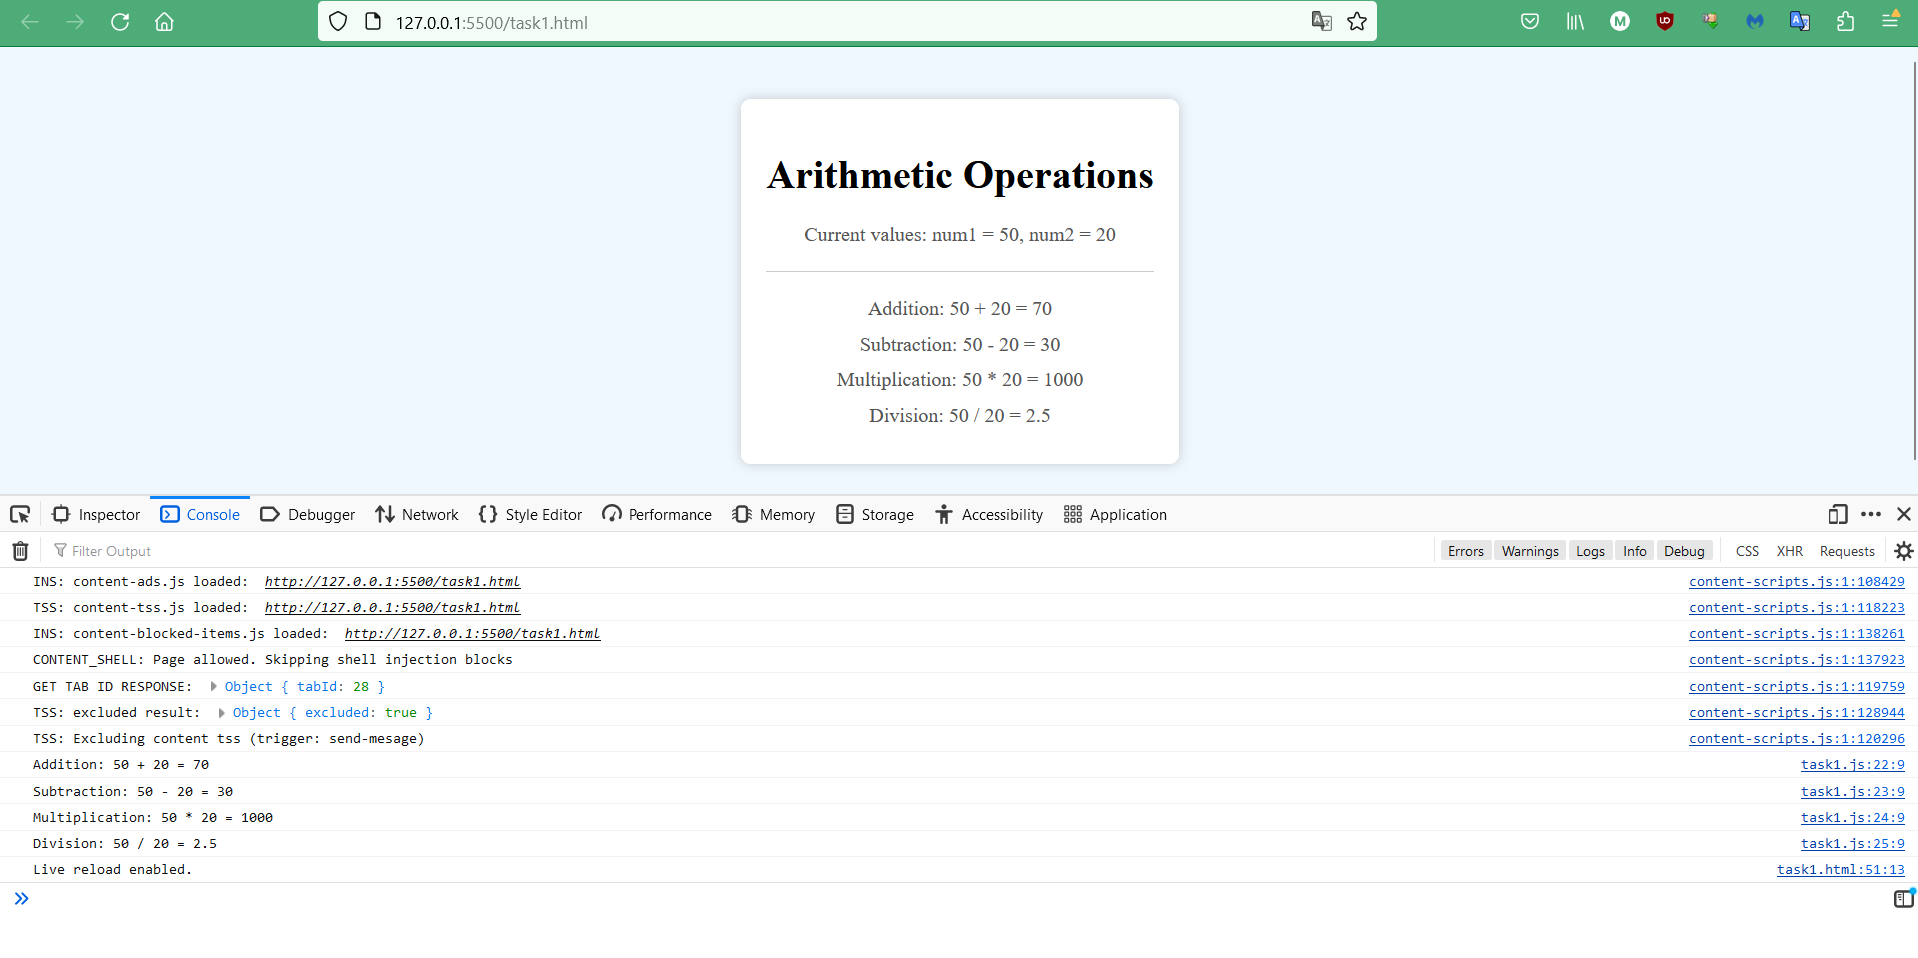 127.0.0.1:5500/task1.html
Arithmetic Operations
Current values: num1 = 50, num2 = 20
Addition: 50 + 20 = 70
Subtraction: 50 - 20 = 30
Multiplication: 50 * 20 = 1000
Division: 50 / 20 = 2.5
Inspector Console Debugger Network Style Editor Performance Memory Storage Accessibility Application
Filter Output Errors Warnings Logs Info Debug CSS XHR Requests
INS: content-ads.js loaded: http://127.0.0.1:5500/task1.html content-scripts.js:1:108429
TSS: content-tss.js loaded: http://127.0.0.1:5500/task1.html content-scripts.js:1:118223
INS: content-blocked-items.js loaded: http://127.0.0.1:5500/task1.html content-scripts.js:1:138261
CONTENT_SHELL: Page allowed. Skipping shell injection blocks content-scripts.js:1:137923
GET TAB ID RESPONSE: Object { tabId: 28 } content-scripts.js:1:119759
TSS: excluded result: Object { excluded: true } content-scripts.js:1:128944
TSS: Excluding content tss (trigger: send-mesage) content-scripts.js:1:120296
Addition: 50 + 20 = 70 task1.js:22:9
Subtraction: 50 - 20 = 30 task1.js:23:9
Multiplication: 50 * 20 = 1000 task1.js:24:9
Division: 50 / 20 = 2.5 task1.js:25:9
Live reload enabled. task1.html:51:13